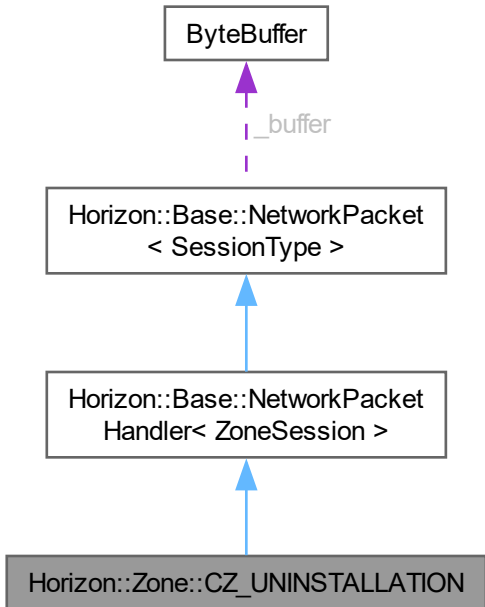 ByteBuffer
_buffer
Horizon::Base::NetworkPacket
< SessionType >
Horizon::Base::NetworkPacket
Handler< ZoneSession >
Horizon::Zone::CZ_UNINSTALLATION